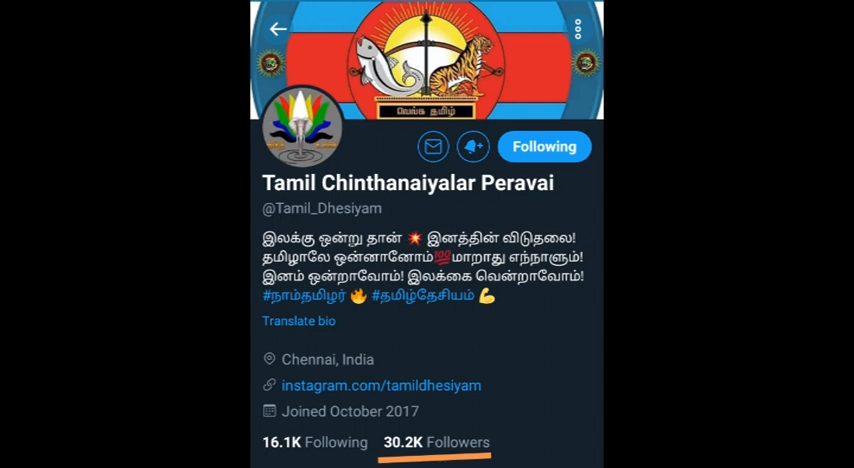 வெல்க தமிழ்
Following
Tamil Chinthanaiyalar Peravai
@Tamil_Dhesiyam
இலக்கு ஒன்று தான் 💥 இனத்தின் விடுதலை!
தமிழாலே ஒன்னானோம்💯மாறாது எந்நாளும்!
இனம் ஒன்றாவோம்! இலக்கை வென்றாவோம்!
#நாம்தமிழர் 🔥 #தமிழ்தேசியம் 💪
Translate bio
Chennai, India
instagram.com/tamildhesiyam
Joined October 2017
16.1K Following 30.2K Followers